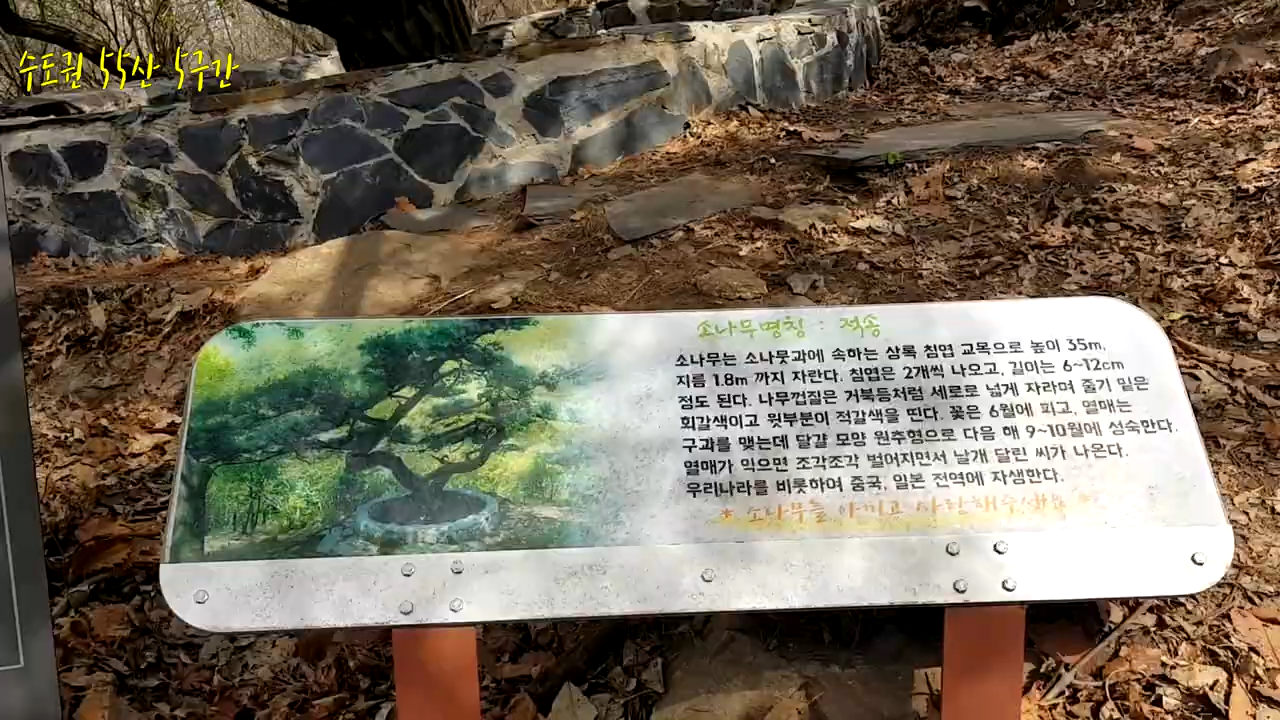 수도권 55산 5구간
소나무명칭 : 적송
소나무는 소나뭇과에 속하는 상록 침엽 교목으로 높이 35m,
지름 1.8m 까지 자란다. 침엽은 2개씩 나오고, 길이는 6~12cm
정도 된다. 나무껍질은 거북등처럼 세로로 넓게 자라며 줄기 밑은
회갈색이고 윗부분이 적갈색을 띤다. 꽃은 6월에 피고, 열매는
구과를 맺는데 달걀 모양 원추형으로 다음 해 9~10월에 성숙한다.
열매가 익으면 조각조각 벌어지면서 날개 달린 씨가 나온다.
우리나라를 비롯하여 중국, 일본 전역에 자생한다.
* 소나무를 아끼고